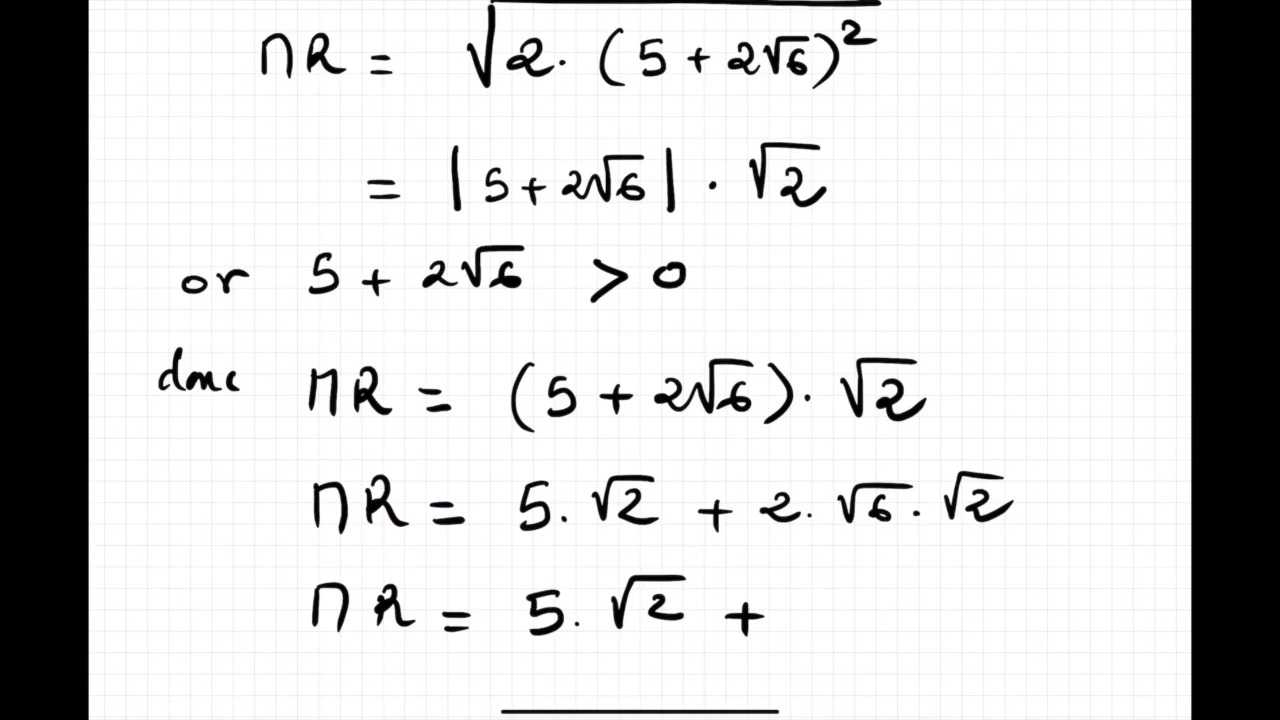 MR = √2. (5 + 2√6)²
= |5 + 2√6| . √2
or 5 + 2√6 > 0
donc MR = (5 + 2√6). √2
MR = 5. √2 + 2. √6. √2
MR = 5. √2 +